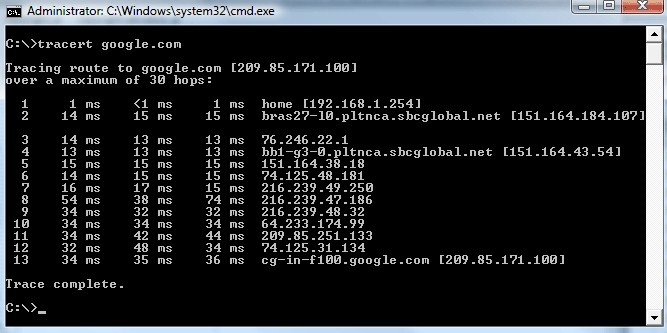 Administrator: C:\Windows\system32\cmd.exe
C:\>tracert google.com
Tracing route to google.com [209.85.171.100]
over a maximum of 30 hops:
1 1 ms <1 ms 1 ms home [192.168.1.254]
2 14 ms 15 ms 15 ms bras27-l0.pltnca.sbcglobal.net [151.164.184.107]
3 14 ms 13 ms 13 ms 76.246.22.1
4 13 ms 13 ms 13 ms bb1-g3-0.pltnca.sbcglobal.net [151.164.43.54]
5 15 ms 15 ms 15 ms 151.164.38.18
6 14 ms 15 ms 15 ms 74.125.48.181
7 16 ms 17 ms 15 ms 216.239.49.250
8 54 ms 38 ms 74 ms 216.239.47.186
9 34 ms 32 ms 32 ms 216.239.48.32
10 34 ms 34 ms 34 ms 64.233.174.99
11 34 ms 42 ms 44 ms 209.85.251.133
12 32 ms 48 ms 34 ms 74.125.31.134
13 34 ms 35 ms 36 ms cg-in-f100.google.com [209.85.171.100]
Trace complete.
C:\>_